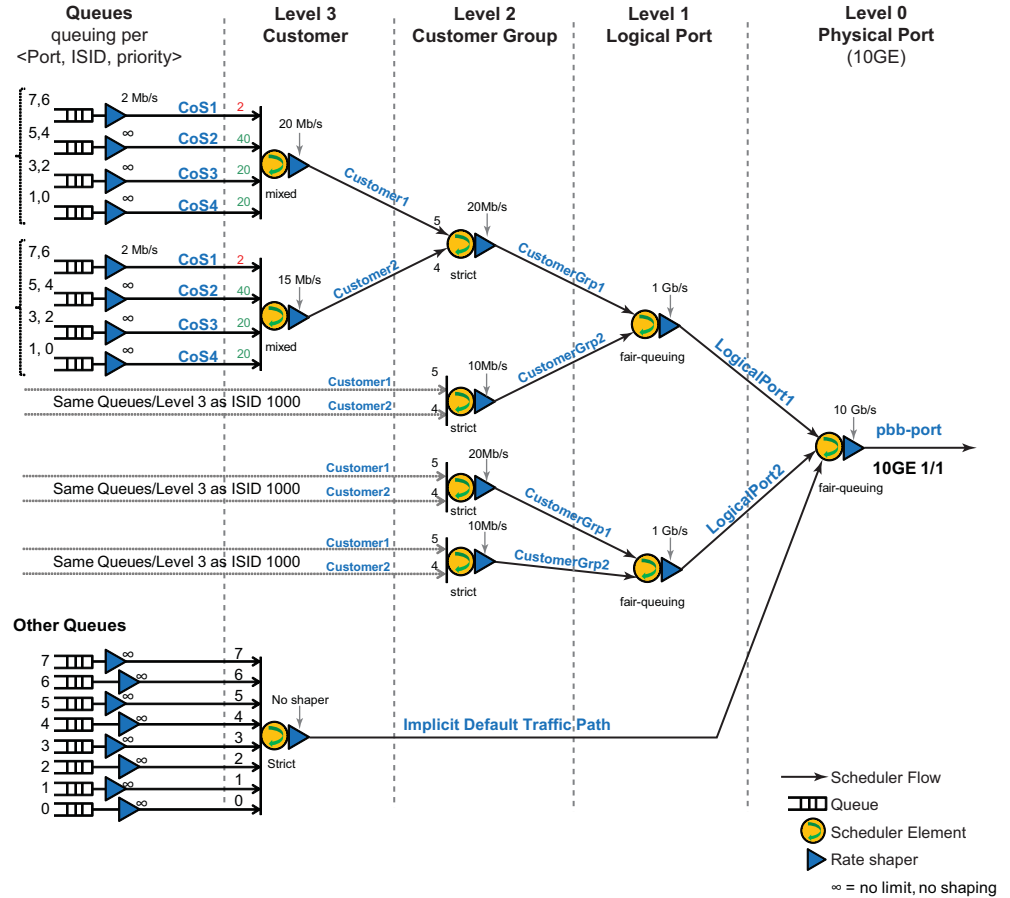 Queues
queuing per
<Port, ISID, priority>
Level 3
Customer
Level 2
Customer Group
Level 1
Logical Port
Level 0
Physical Port
(10GE)
7,6
2 Mb/s
CoS1
2
5,4
∞
CoS2
40
3,2
∞
CoS3
20
1,0
∞
CoS4
20
20 Mb/s
mixed
Customer1
7,6
2 Mb/s
CoS1
2
5, 4
∞
CoS2
40
3, 2
∞
CoS3
20
1, 0
∞
CoS4
20
15 Mb/s
mixed
Customer2
5
4
20Mb/s
strict
CustomerGrp1
Customer1
Same Queues/Level 3 as ISID 1000
Customer2
5
4
10Mb/s
strict
CustomerGrp2
1 Gb/s
fair-queuing
LogicalPort1
Customer1
Same Queues/Level 3 as ISID 1000
Customer2
5
4
20Mb/s
strict
CustomerGrp1
Customer1
Same Queues/Level 3 as ISID 1000
Customer2
5
4
10Mb/s
strict
CustomerGrp2
1 Gb/s
fair-queuing
LogicalPort2
10 Gb/s
fair-queuing
pbb-port
10GE 1/1
Other Queues
7
∞
7
6
∞
6
5
∞
5
4
∞
4
3
∞
3
2
∞
2
1
∞
1
0
∞
0
No shaper
Strict
Implicit Default Traffic Path
Scheduler Flow
Queue
Scheduler Element
Rate shaper
∞ = no limit, no shaping